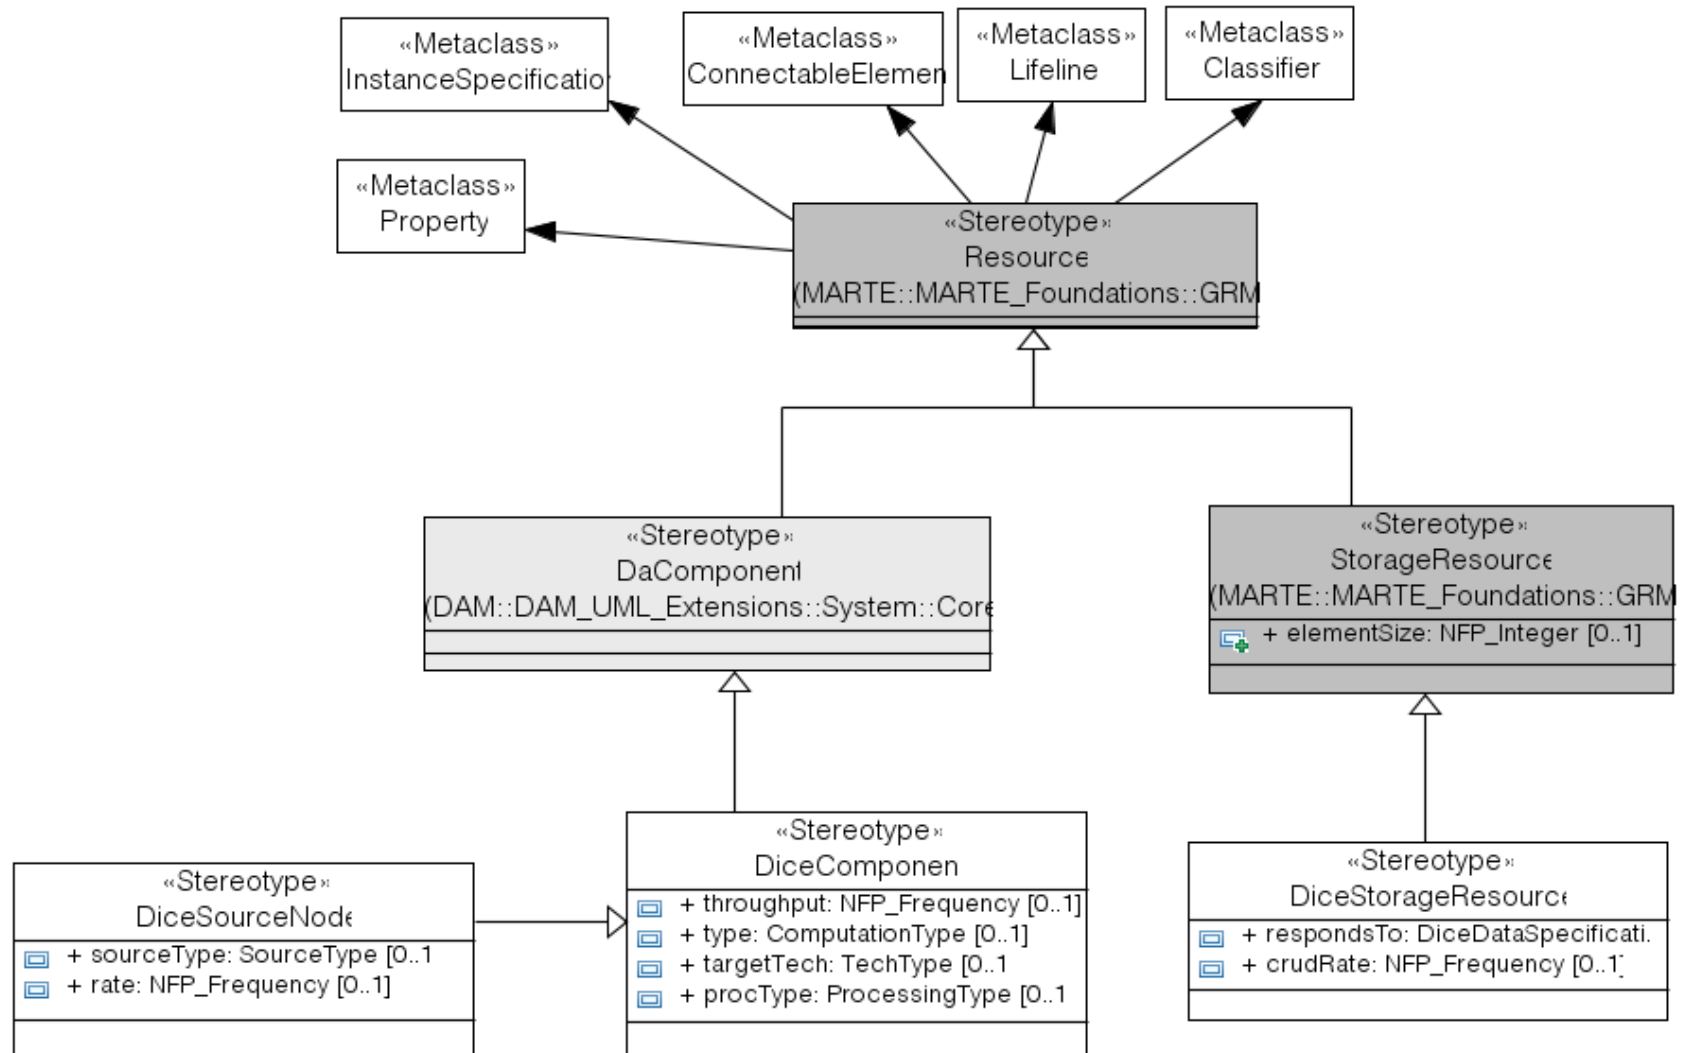 «Metaclass»
InstanceSpecificatio
«Metaclass»
ConnectableElemen
«Metaclass»
Lifeline
«Metaclass»
Classifier
«Metaclass»
Property
«Stereotype»
Resource
(MARTE::MARTE_Foundations::GRM
«Stereotype»
DaComponent
(DAM::DAM_UML_Extensions::System::Core
«Stereotype»
StorageResource
(MARTE::MARTE_Foundations::GRM
+ elementSize: NFP_Integer [0..1]
«Stereotype»
DiceSourceNode
+ sourceType: SourceType [0..1
+ rate: NFP_Frequency [0..1]
«Stereotype»
DiceComponen
+ throughput: NFP_Frequency [0..1]
+ type: ComputationType [0..1]
+ targetTech: TechType [0..1
+ procType: ProcessingType [0..1
«Stereotype»
DiceStorageResource
+ respondsTo: DiceDataSpecificati.
+ crudRate: NFP_Frequency [0..1]